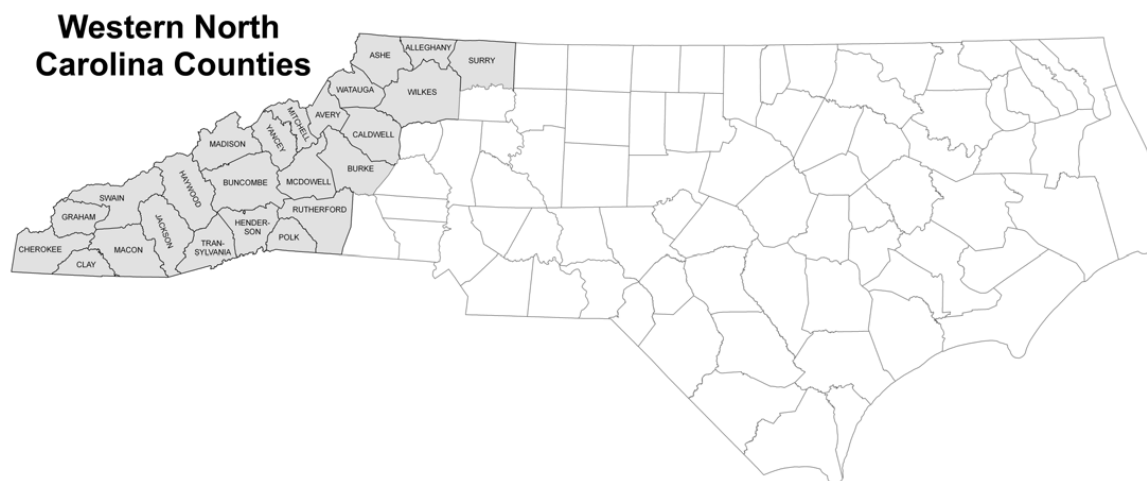 Western North
Carolina Counties
ASHE
ALLEGHANY
SURRY
WATAUGA
WILKES
MITCHELL
AVERY
YANCEY
CALDWELL
MADISON
BURKE
HAYWOOD
BUNCOMBE
MCDOWELL
SWAIN
RUTHERFORD
GRAHAM
JACKSON
HENDER-
SON
TRAN-
SYLVANIA
POLK
CHEROKEE
MACON
CLAY